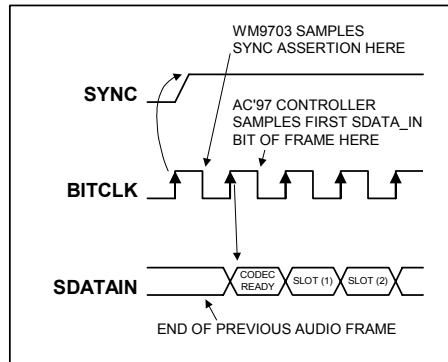 WM9703 SAMPLES
SYNC ASSERTION HERE
SYNC
AC'97 CONTROLLER
SAMPLES FIRST SDATA_IN
BIT OF FRAME HERE
BITCLK
SDATAIN
CODEC
READY
SLOT (1)
SLOT (2)
END OF PREVIOUS AUDIO FRAME